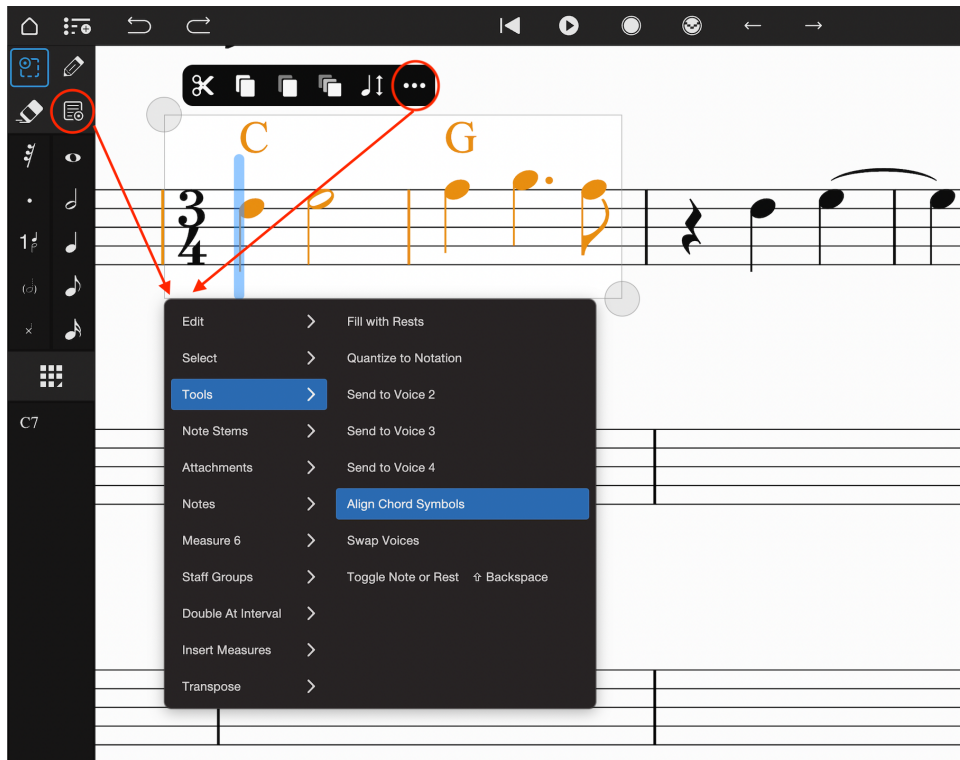 C G
3
4
1
C7
Edit
Select
Tools
Note Stems
Attachments
Notes
Measure 6
Staff Groups
Double At Interval
Insert Measures
Transpose
Fill with Rests
Quantize to Notation
Send to Voice 2
Send to Voice 3
Send to Voice 4
Align Chord Symbols
Swap Voices
Toggle Note or Rest ⇧ Backspace